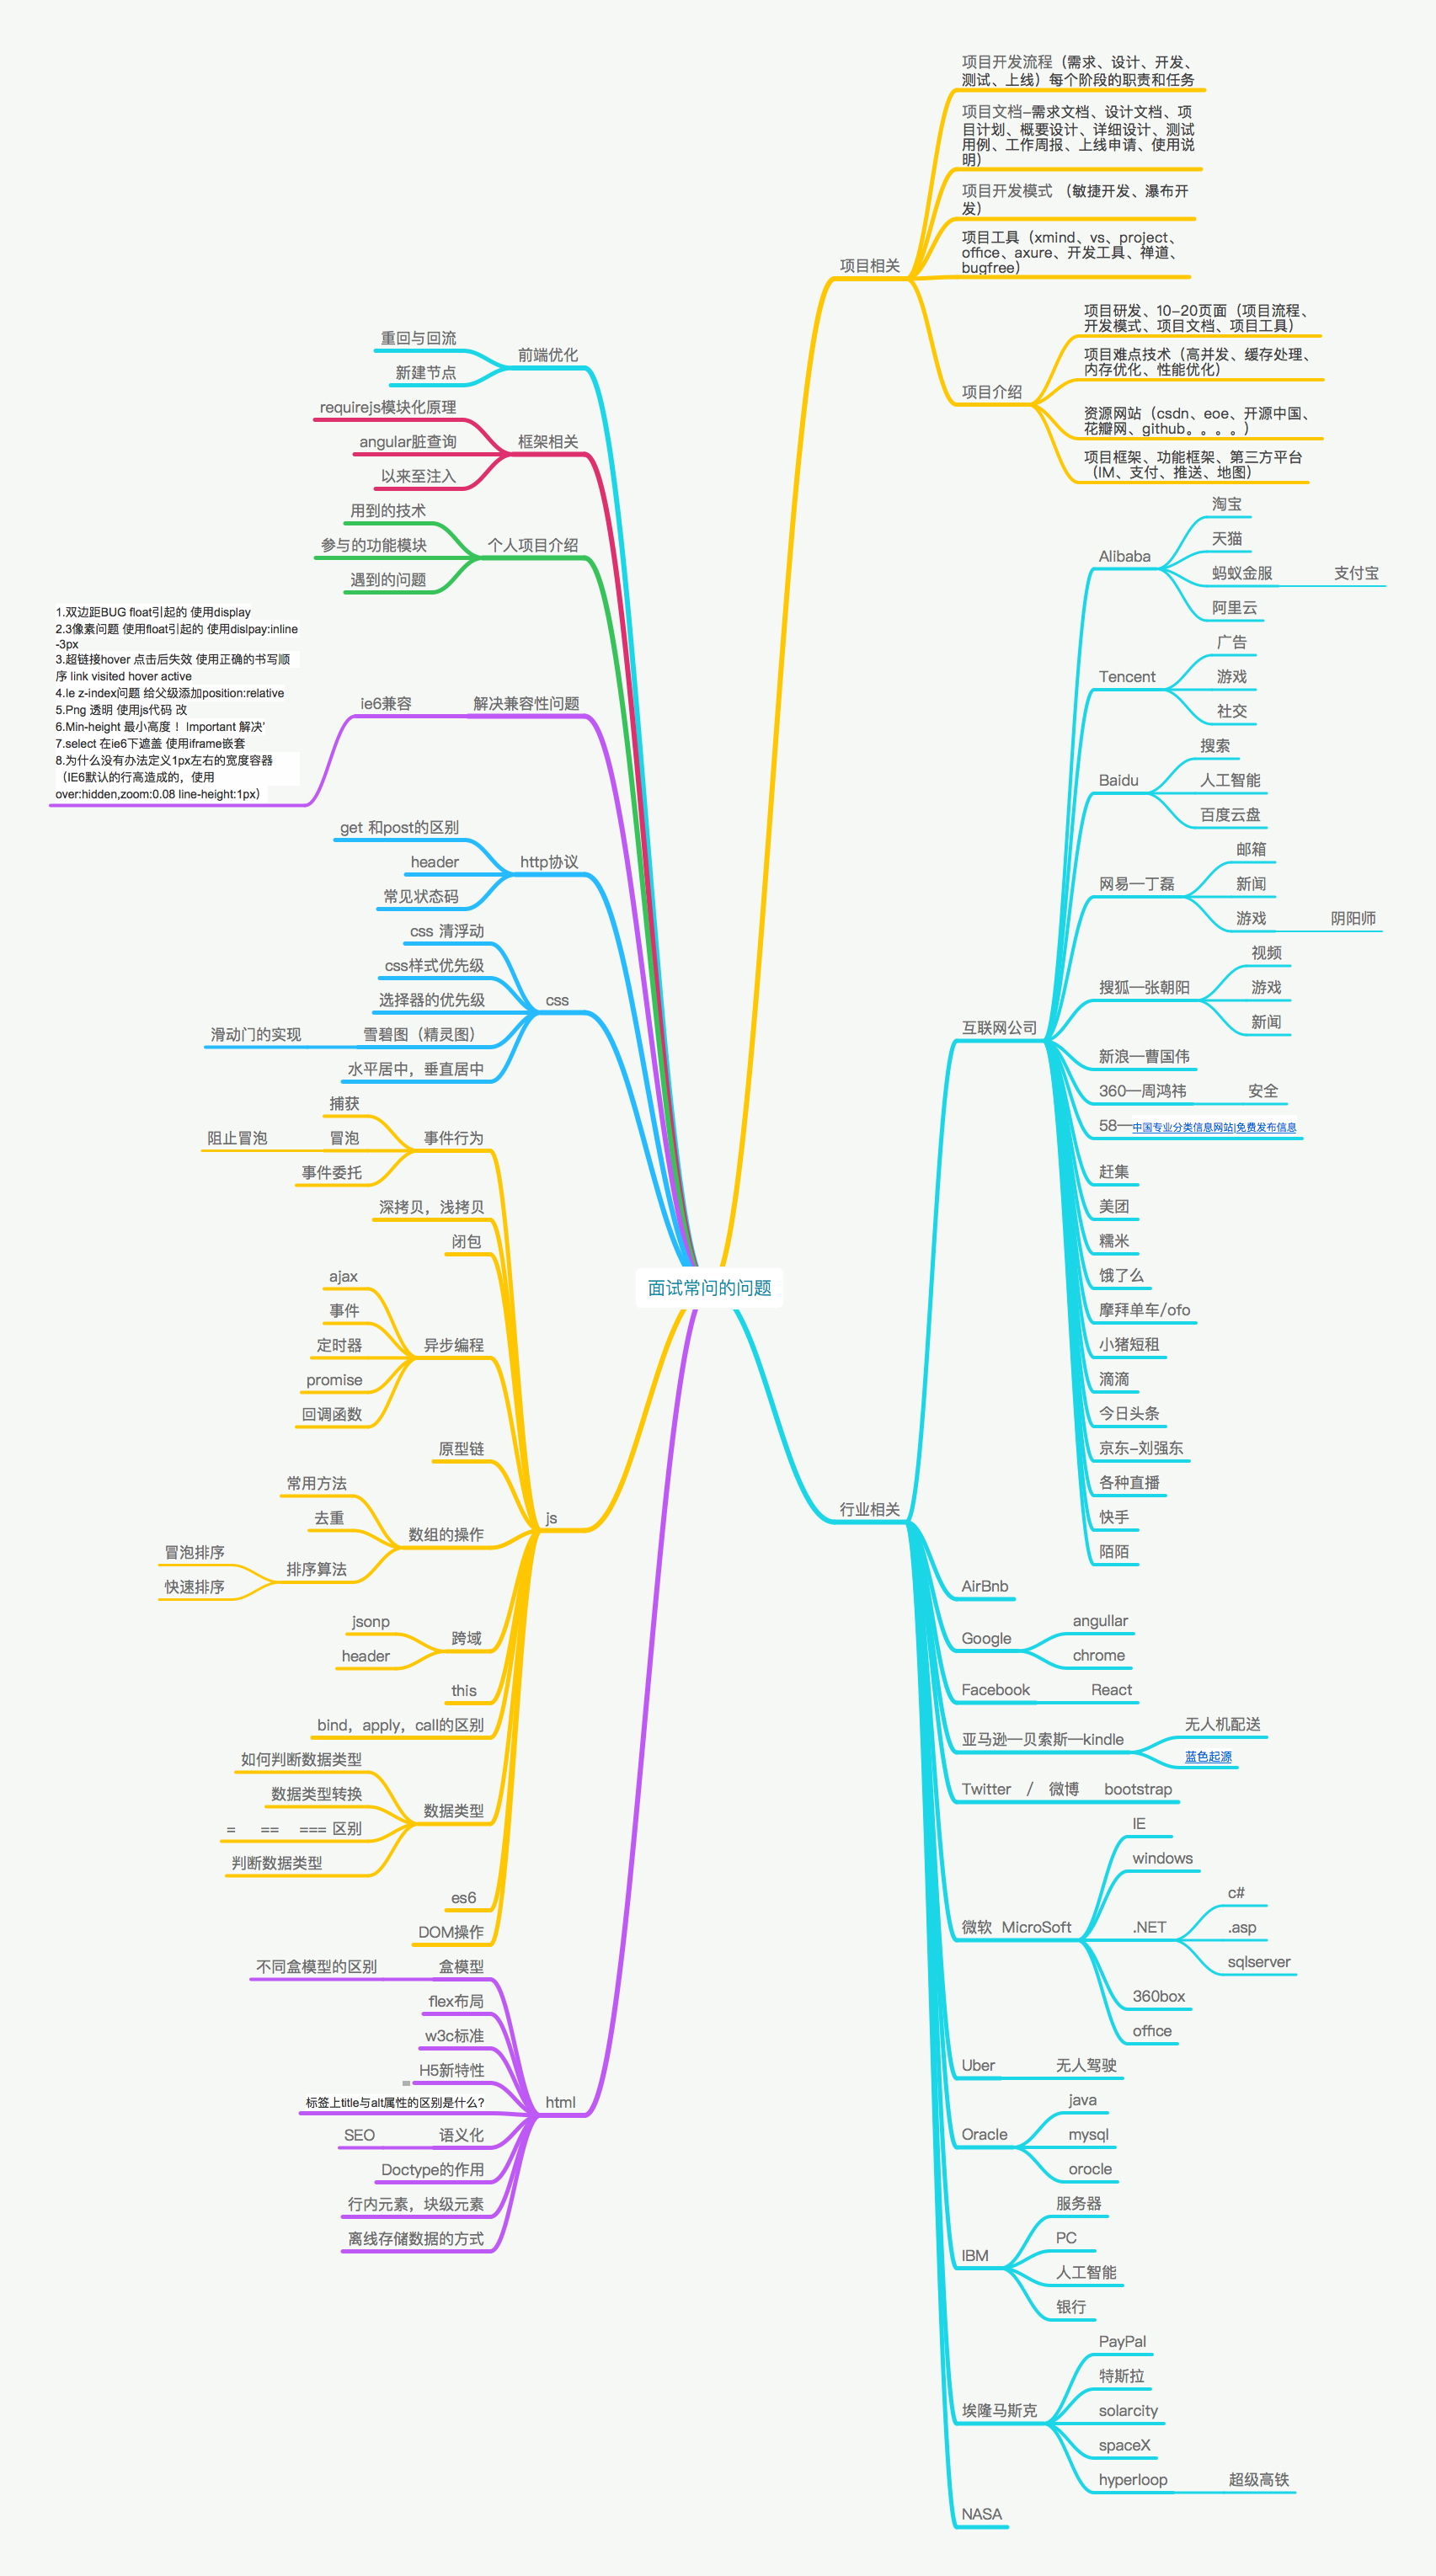 面试常问的问题
项目相关
项目开发流程（需求、设计、开发、
测试、上线）每个阶段的职责和任务
项目文档–需求文档、设计文档、项
目计划、概要设计、详细设计、测试
用例、工作周报、上线申请、使用说
明）
项目开发模式 （敏捷开发、瀑布开
发）
项目工具（xmind、vs、project、
office、axure、开发工具、禅道、
bugfree）
项目介绍
项目研发、10–20页面（项目流程、
开发模式、项目文档、项目工具）
项目难点技术（高并发、缓存处理、
内存优化、性能优化）
资源网站（csdn、eoe、开源中国、
花瓣网、github。。。。）
项目框架、功能框架、第三方平台
（IM、支付、推送、地图）
行业相关
互联网公司
Alibaba
淘宝
天猫
蚂蚁金服
支付宝
阿里云
Tencent
广告
游戏
社交
Baidu
搜索
人工智能
百度云盘
网易—丁磊
邮箱
新闻
游戏
阴阳师
搜狐—张朝阳
视频
游戏
新闻
新浪—曹国伟
360—周鸿祎
安全
58—中国专业分类信息网站|免费发布信息
赶集
美团
糯米
饿了么
摩拜单车/ofo
小猪短租
滴滴
今日头条
京东–刘强东
各种直播
快手
陌陌
AirBnb
Google
angullar
chrome
Facebook
React
亚马逊—贝索斯—kindle
无人机配送
蓝色起源
Twitter / 微博 bootstrap
微软 MicroSoft
IE
windows
.NET
c#
.asp
sqlserver
360box
office
Uber
无人驾驶
Oracle
java
mysql
orocle
IBM
服务器
PC
人工智能
银行
埃隆马斯克
PayPal
特斯拉
solarcity
spaceX
hyperloop
超级高铁
NASA
前端优化
重回与回流
新建节点
框架相关
requirejs模块化原理
angular脏查询
以来至注入
个人项目介绍
用到的技术
参与的功能模块
遇到的问题
解决兼容性问题
ie6兼容
1.双边距BUG float引起的 使用display
2.3像素问题 使用float引起的 使用dislpay:inline
-3px
3.超链接hover 点击后失效 使用正确的书写顺
序 link visited hover active
4.Ie z-index问题 给父级添加position:relative
5.Png 透明 使用js代码 改
6.Min-height 最小高度 ！Important 解决’
7.select 在ie6下遮盖 使用iframe嵌套
8.为什么没有办法定义1px左右的宽度容器
（IE6默认的行高造成的，使用
over:hidden,zoom:0.08 line-height:1px）
http协议
get 和post的区别
header
常见状态码
css
css 清浮动
css样式优先级
选择器的优先级
雪碧图（精灵图）
滑动门的实现
水平居中，垂直居中
js
事件行为
捕获
冒泡
阻止冒泡
事件委托
深拷贝，浅拷贝
闭包
异步编程
ajax
事件
定时器
promise
回调函数
原型链
数组的操作
常用方法
去重
排序算法
冒泡排序
快速排序
跨域
jsonp
header
this
bind，apply，call的区别
数据类型
如何判断数据类型
数据类型转换
= == === 区别
判断数据类型
es6
DOM操作
html
盒模型
不同盒模型的区别
flex布局
w3c标准
H5新特性
标签上title与alt属性的区别是什么?
语义化
SEO
Doctype的作用
行内元素，块级元素
离线存储数据的方式